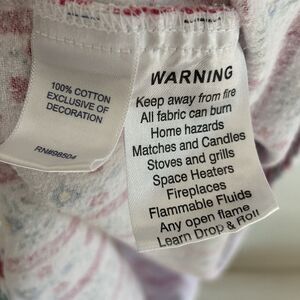 100% COTTON
EXCLUSIVE OF
DECORATION
RN#98504
WARNING
Keep away from fire
All fabric can burn
Home hazards
Matches and Candles
Stoves and grills
Space Heaters
Fireplaces
Flammable Fluids
Any open flame
Learn Drop & Roll